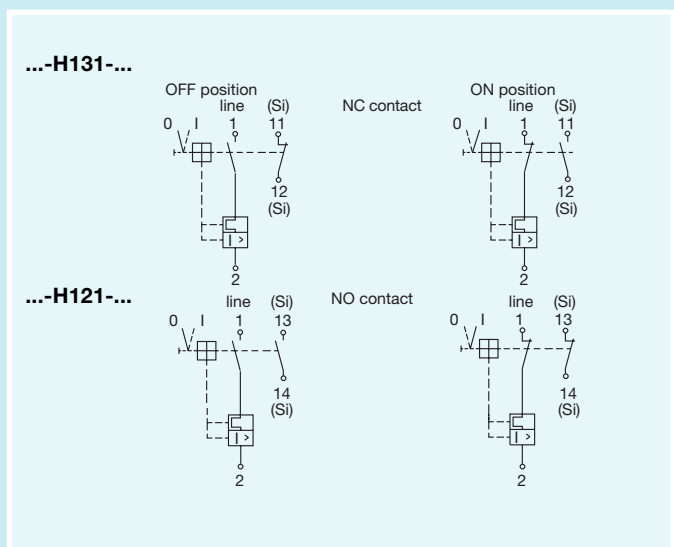 ...-H131-...
OFF position
line (Si) NC contact
0 I 1 11
12
(Si)
I >
2
ON position
line (Si)
0 I 1 11
12
(Si)
I >
2
...-H121-...
line (Si) NO contact
0 I 1 13
14
(Si)
I >
2
line (Si)
0 I 1 13
14
(Si)
I >
2